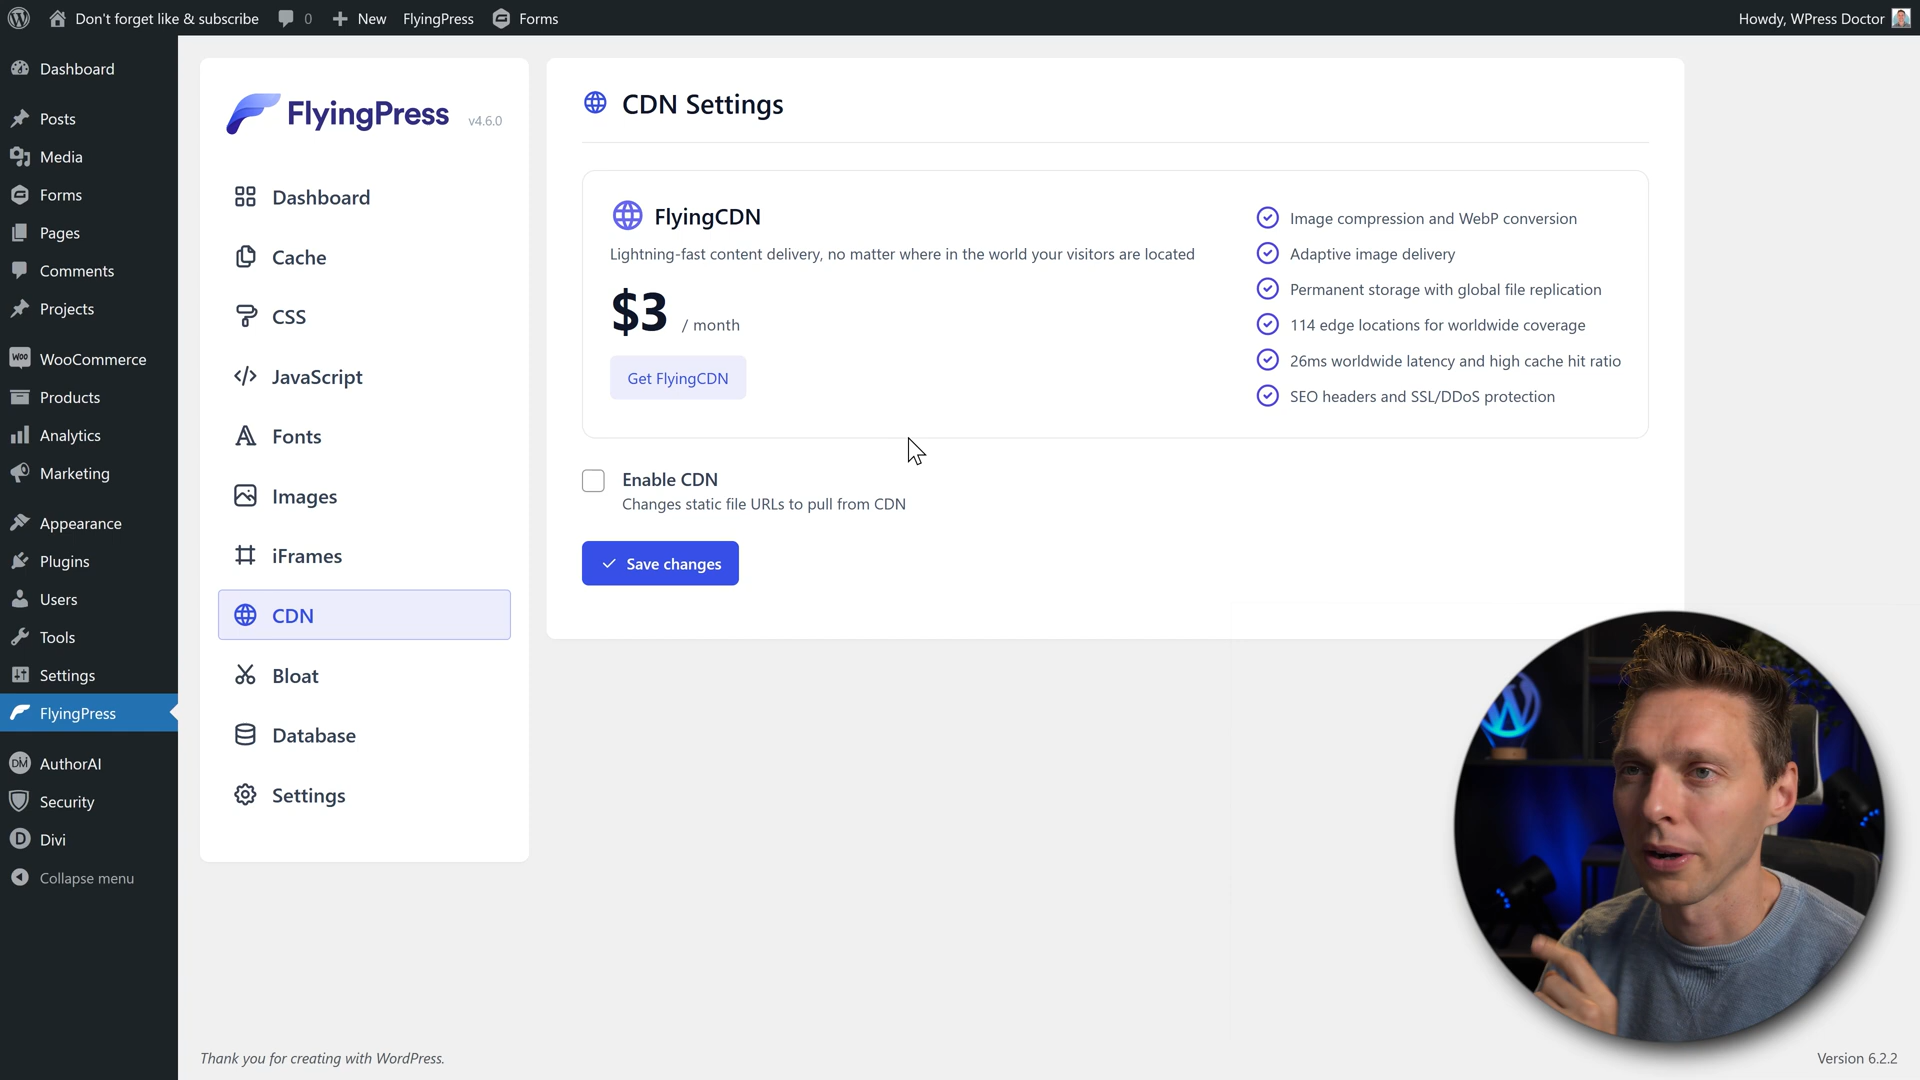 Don't forget like & subscribe
0
New
FlyingPress
Forms
Howdy, WPress Doctor
Dashboard
Posts
Media
Forms
Pages
Comments
Projects
WOO
WooCommerce
Products
Analytics
Marketing
Appearance
Plugins
Users
Tools
Settings
FlyingPress
DM
AuthorAI
Security
D
Divi
Collapse menu
FlyingPress
v4.6.0
Dashboard
Cache
CSS
JavaScript
Fonts
Images
iFrames
CDN
Bloat
Database
Settings
CDN Settings
FlyingCDN
Lightning-fast content delivery, no matter where in the world your visitors are located
$3 / month
Get FlyingCDN
Image compression and WebP conversion
Adaptive image delivery
Permanent storage with global file replication
114 edge locations for worldwide coverage
26ms worldwide latency and high cache hit ratio
SEO headers and SSL/DDoS protection
Enable CDN
Changes static file URLs to pull from CDN
Save changes
Thank you for creating with WordPress.
Version 6.2.2